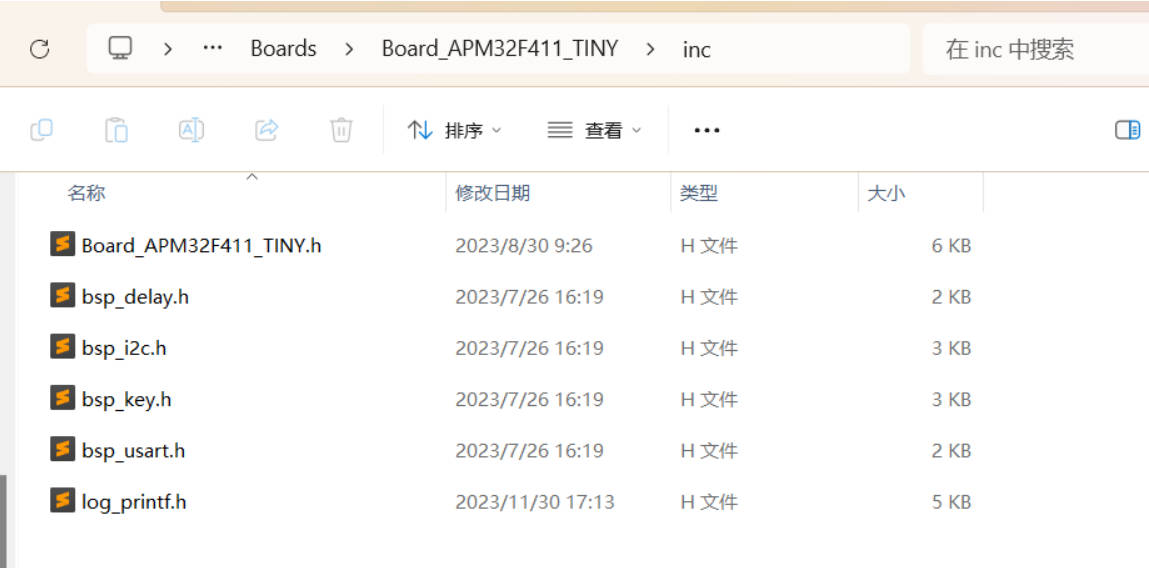 Boards > Board_APM32F411_TINY > inc 在 inc 中搜索
排序 查看
名称 修改日期 类型 大小
Board_APM32F411_TINY.h 2023/8/30 9:26 H 文件 6 KB
bsp_delay.h 2023/7/26 16:19 H 文件 2 KB
bsp_i2c.h 2023/7/26 16:19 H 文件 3 KB
bsp_key.h 2023/7/26 16:19 H 文件 3 KB
bsp_usart.h 2023/7/26 16:19 H 文件 2 KB
log_printf.h 2023/11/30 17:13 H 文件 5 KB